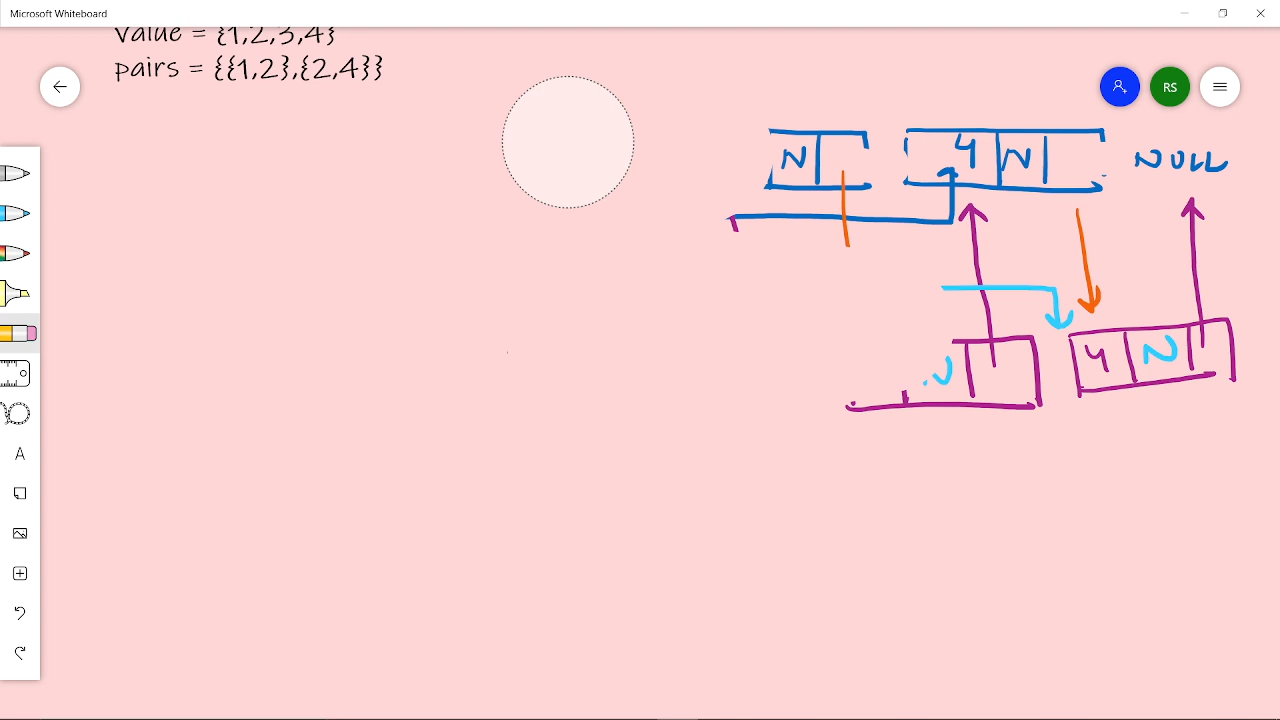 Microsoft Whiteboard
value = {1,2,3,4}
pairs = {{1,2},{2,4}}
RS
N 4 N NULL
N 4 N
A